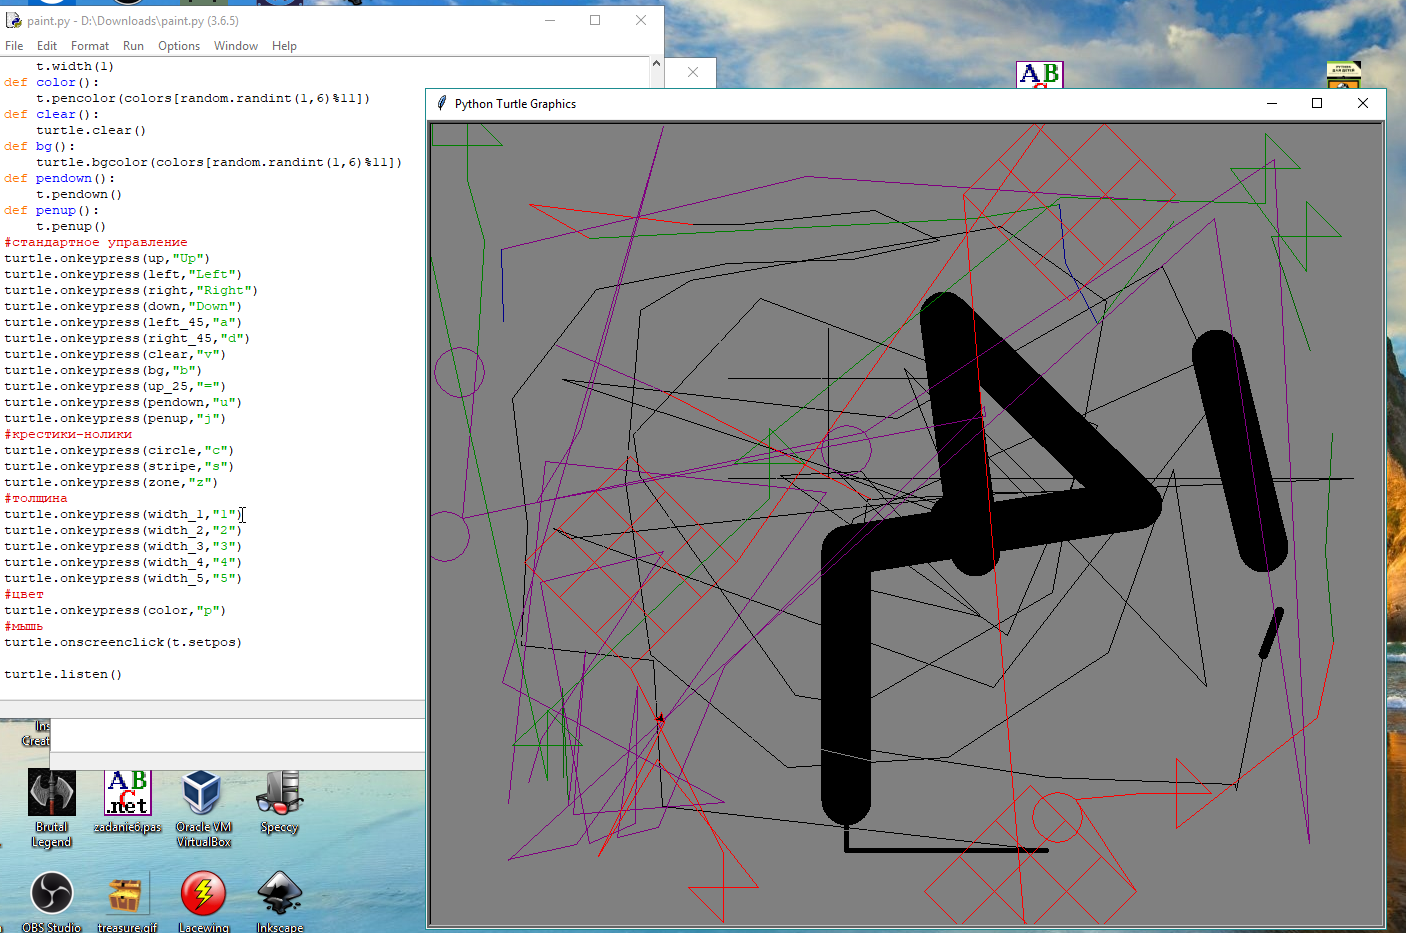 paint.py - D:\Downloads\paint.py (3.6.5)
File Edit Format Run Options Window Help
t.width(1)
def color():
t.pencolor(colors[random.randint(1,6)%11])
def clear():
turtle.clear()
def bg():
turtle.bgcolor(colors[random.randint(1,6)%11])
def pendown():
t.pendown()
def penup():
t.penup()
#стандартное управление
turtle.onkeypress(up,"Up")
turtle.onkeypress(left,"Left")
turtle.onkeypress(right,"Right")
turtle.onkeypress(down,"Down")
turtle.onkeypress(left_45,"a")
turtle.onkeypress(right_45,"d")
turtle.onkeypress(clear,"v")
turtle.onkeypress(bg,"b")
turtle.onkeypress(up_25,"=")
turtle.onkeypress(pendown,"u")
turtle.onkeypress(penup,"j")
#крестики-нолики
turtle.onkeypress(circle,"c")
turtle.onkeypress(stripe,"s")
turtle.onkeypress(zone,"z")
#толщина
turtle.onkeypress(width_1,"1")
turtle.onkeypress(width_2,"2")
turtle.onkeypress(width_3,"3")
turtle.onkeypress(width_4,"4")
turtle.onkeypress(width_5,"5")
#цвет
turtle.onkeypress(color,"p")
#мышь
turtle.onscreenclick(t.setpos)
turtle.listen()
Python Turtle Graphics
AB
Ins
Creat
AB
C
.net
Brutal
Legend
zadanie6.pas
Oracle VM
VirtualBox
Speccy
OBS Studio
treasure.gif
Lacewing
Inkscape